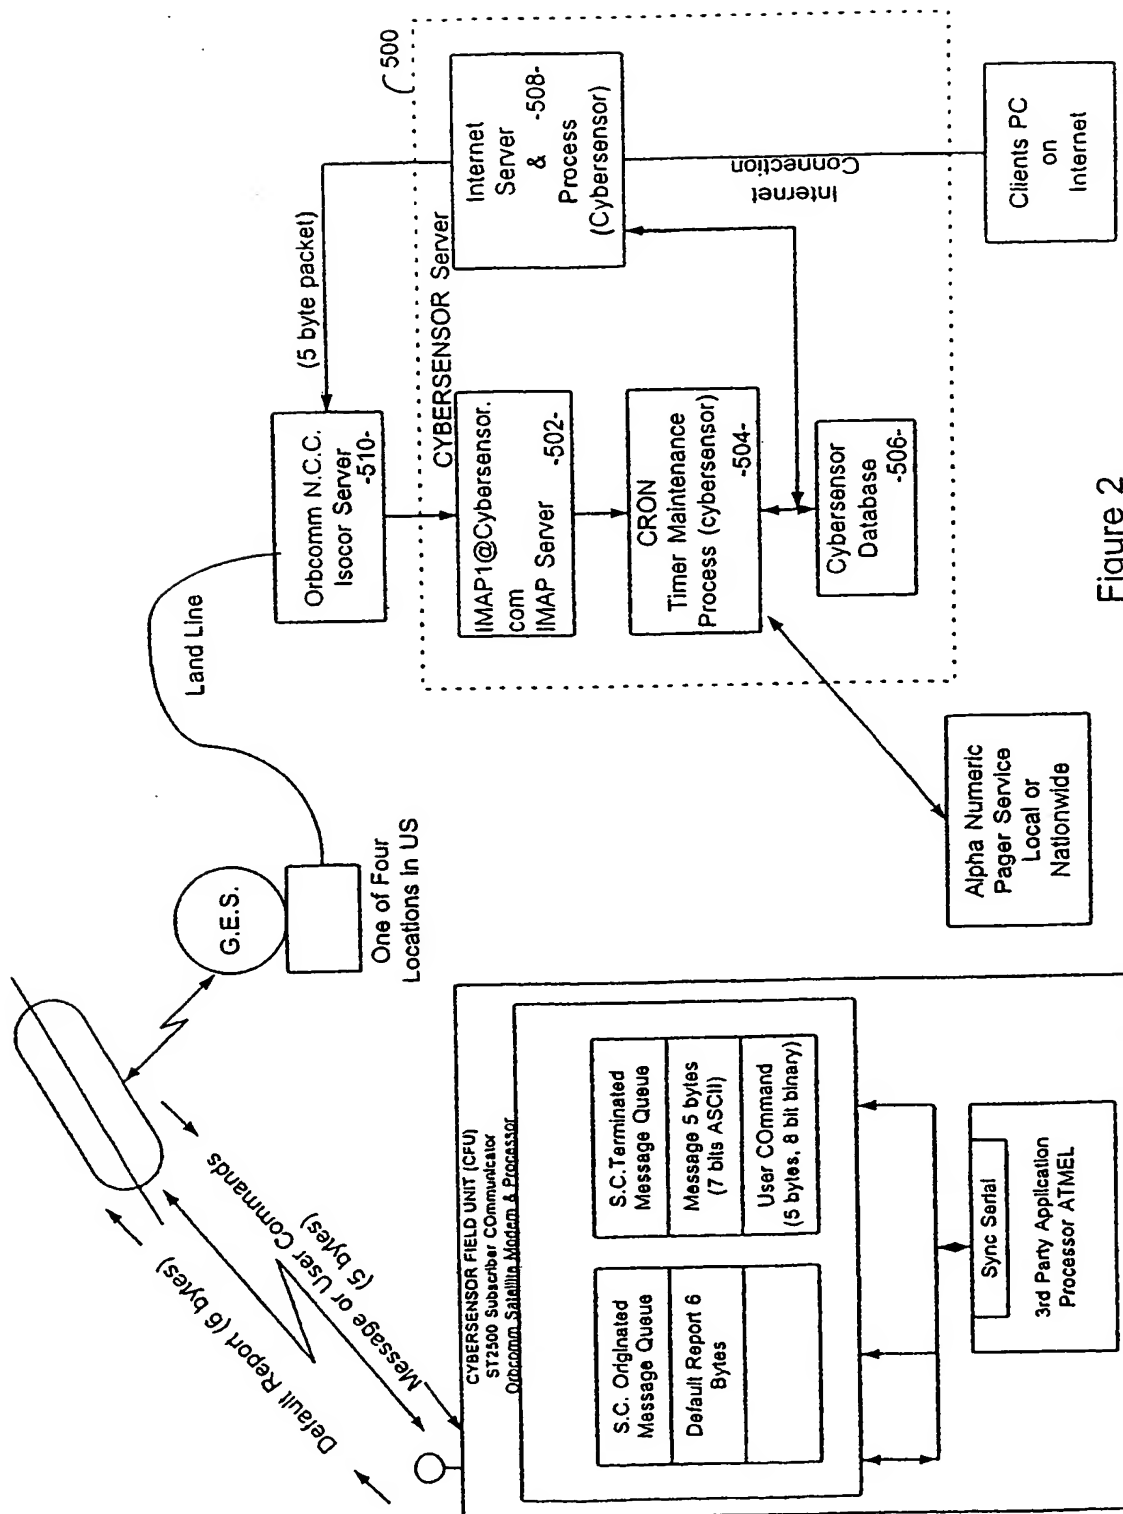 Default Report (6 bytes)
Message or User Commands
(5 bytes)
G.E.S.
One of Four
Locations in US
Land Line
Orbcomm N.C.C.
Isocor Server
-510-
(5 byte packet)
500
CYBERSENSOR Server
IMAP1@Cybersensor.
com
IMAP Server -502-
CRON
Timer Maintenance
Process (cybersensor)
-504-
Cybersensor
Database
-506-
Internet
Server
& -508-
Process
(Cybersensor)
Internet
Connection
Clients PC
on
Internet
Alpha Numeric
Pager Service
Local or
Nationwide
CYBERSENSOR FIELD UNIT (CFU)
ST2500 Subscriber COmmunicator
Orbcomm Satellite Modem & Processor
S.C. Originated
Message Queue
Default Report 6
Bytes
S.C.Terminated
Message Queue
Message 5 bytes
(7 bits ASCII)
User COmmand
(5 bytes, 8 bit binary)
Sync Serial
3rd Party Application
Processor ATMEL
Figure 2